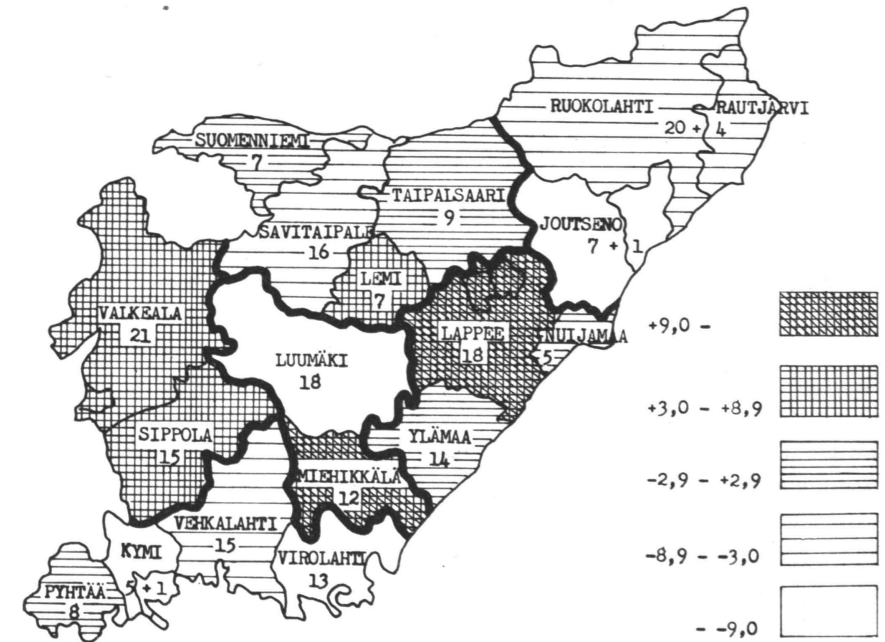 RUOKOLAHTI
20 +
RAUTJÄRVI
4
SUOMENNIEMI
7
TAIPALSAARI
9
JOUTSENO
7 + 1
SAVITAIPALE
16
LEMI
7
VALKEALA
21
LAPPEE
18
NUIJAMAA
5
LUUMÄKI
18
SIPPOLA
15
YLÄMAA
14
MIEHIKKÄLÄ
12
VEHKALAHTI
15
KYMI
5 + 1
VIROLAHTI
13
PYHTÄÄ
8
+9,0 -
+3,0 - +8,9
-2,9 - +2,9
-8,9 - -3,0
- -9,0